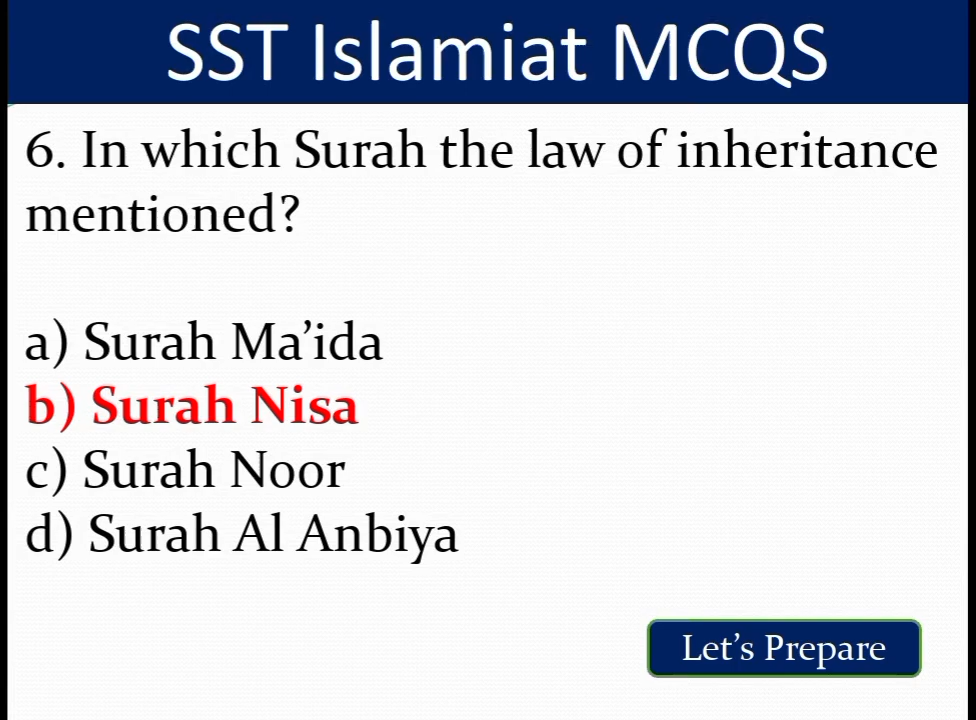 SST Islamiat MCQS
6. In which Surah the law of inheritance
mentioned?
a) Surah Ma’ida
b) Surah Nisa
c) Surah Noor
d) Surah Al Anbiya
Let’s Prepare